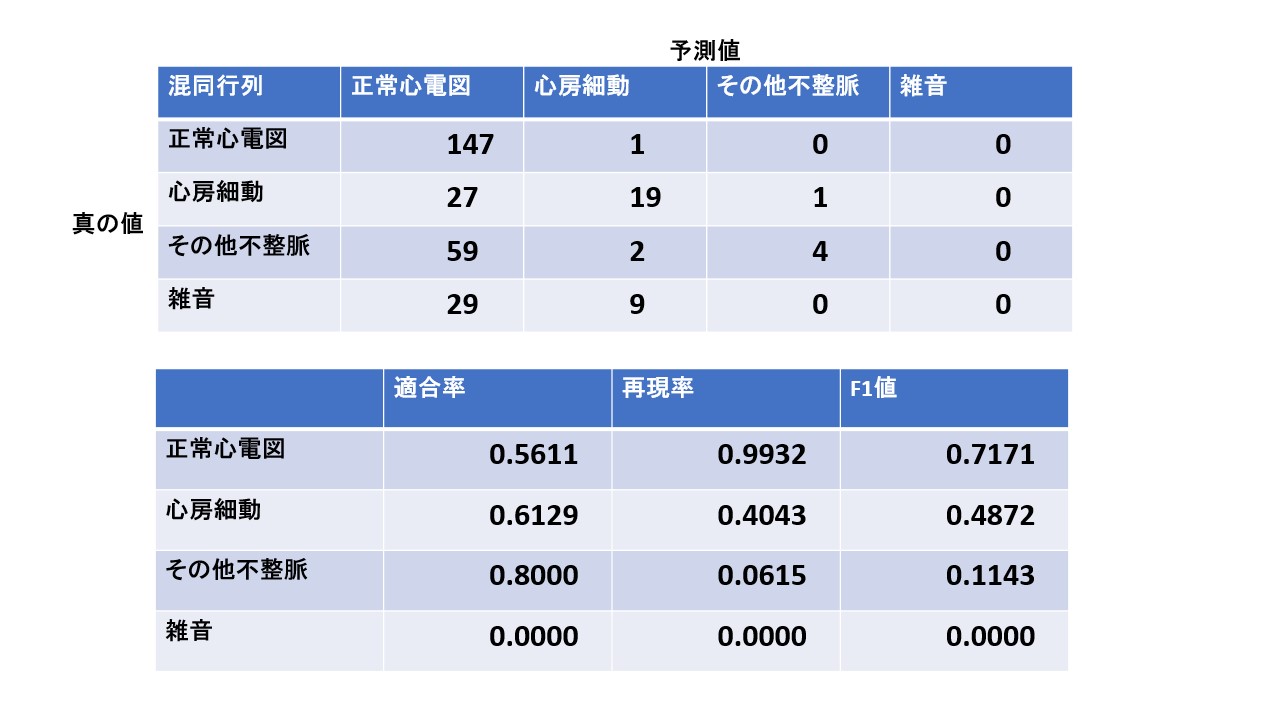 予測値
混同行列 正常心電図 心房細動 その他不整脈 雑音
正常心電図 147 1 0 0
心房細動 27 19 1 0
真の値
その他不整脈 59 2 4 0
雑音 29 9 0 0
適合率 再現率 F1値
正常心電図 0.5611 0.9932 0.7171
心房細動 0.6129 0.4043 0.4872
その他不整脈 0.8000 0.0615 0.1143
雑音 0.0000 0.0000 0.0000